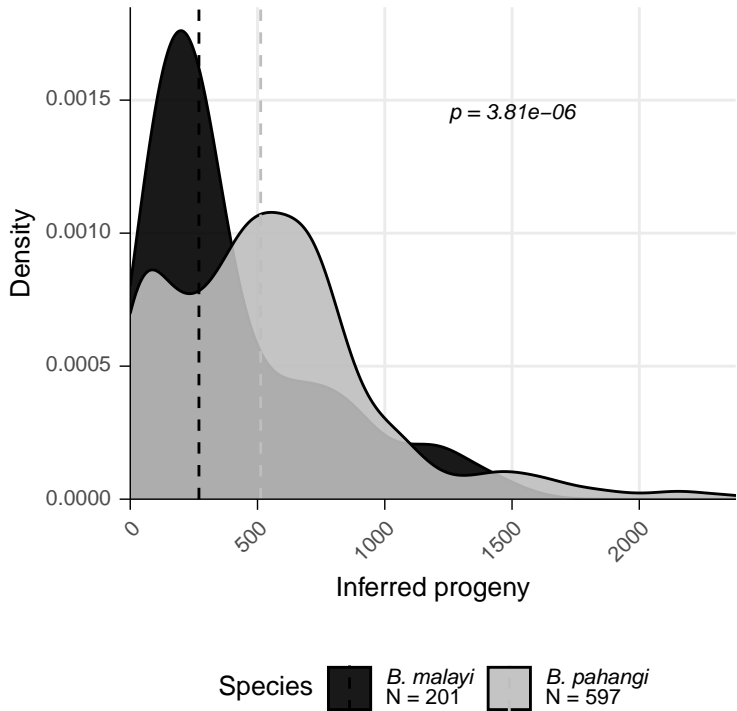 0.0015
0.0010
0.0005
0.0000
Density
p = 3.81e−06
0
500
1000
1500
2000
Inferred progeny
Species
B. malayi
N = 201
B. pahangi
N = 597